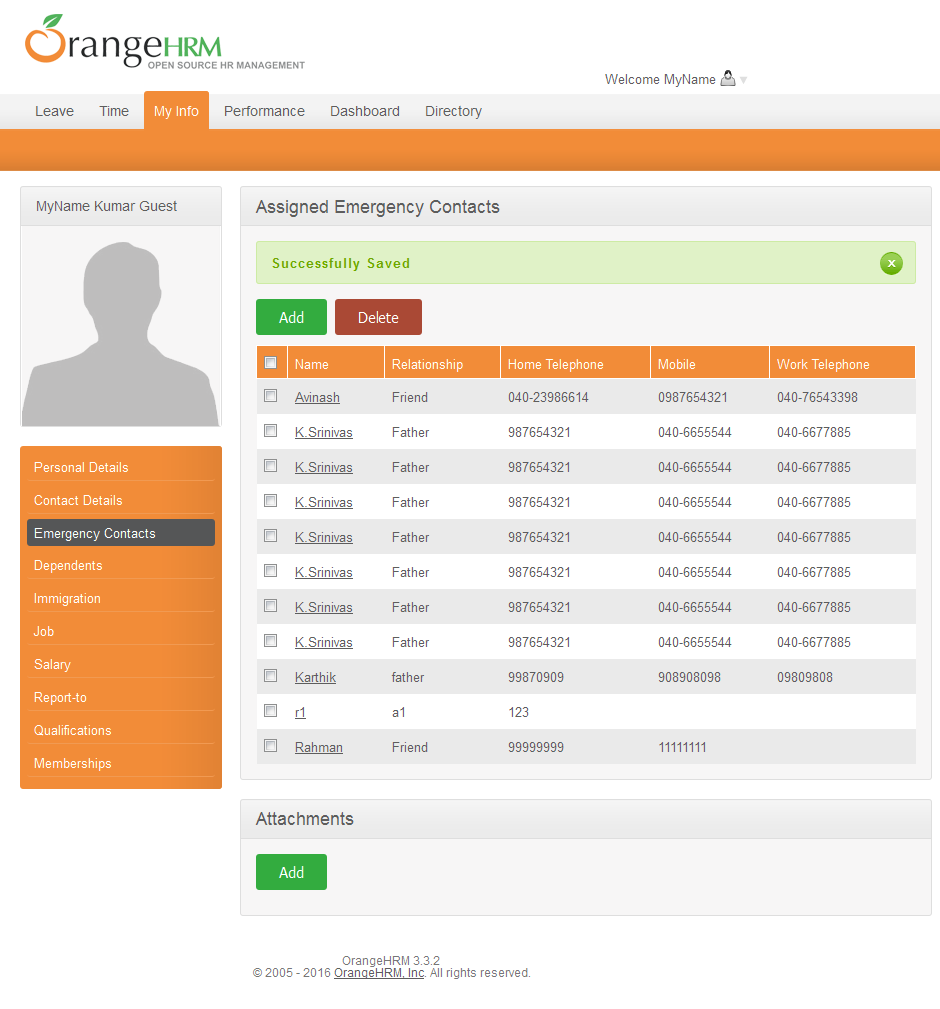 OrangeHRM
OPEN SOURCE HR MANAGEMENT
Welcome MyName
Leave Time My Info Performance Dashboard Directory
MyName Kumar Guest
Personal Details
Contact Details
Emergency Contacts
Dependents
Immigration
Job
Salary
Report-to
Qualifications
Memberships
Assigned Emergency Contacts
Successfully Saved
Add Delete
Name Relationship Home Telephone Mobile Work Telephone
Avinash Friend 040-23986614 0987654321 040-76543398
K.Srinivas Father 987654321 040-6655544 040-6677885
K.Srinivas Father 987654321 040-6655544 040-6677885
K.Srinivas Father 987654321 040-6655544 040-6677885
K.Srinivas Father 987654321 040-6655544 040-6677885
K.Srinivas Father 987654321 040-6655544 040-6677885
K.Srinivas Father 987654321 040-6655544 040-6677885
K.Srinivas Father 987654321 040-6655544 040-6677885
Karthik father 99870909 908908098 09809808
r1 a1 123
Rahman Friend 99999999 11111111
Attachments
Add
OrangeHRM 3.3.2
© 2005 - 2016 OrangeHRM, Inc. All rights reserved.